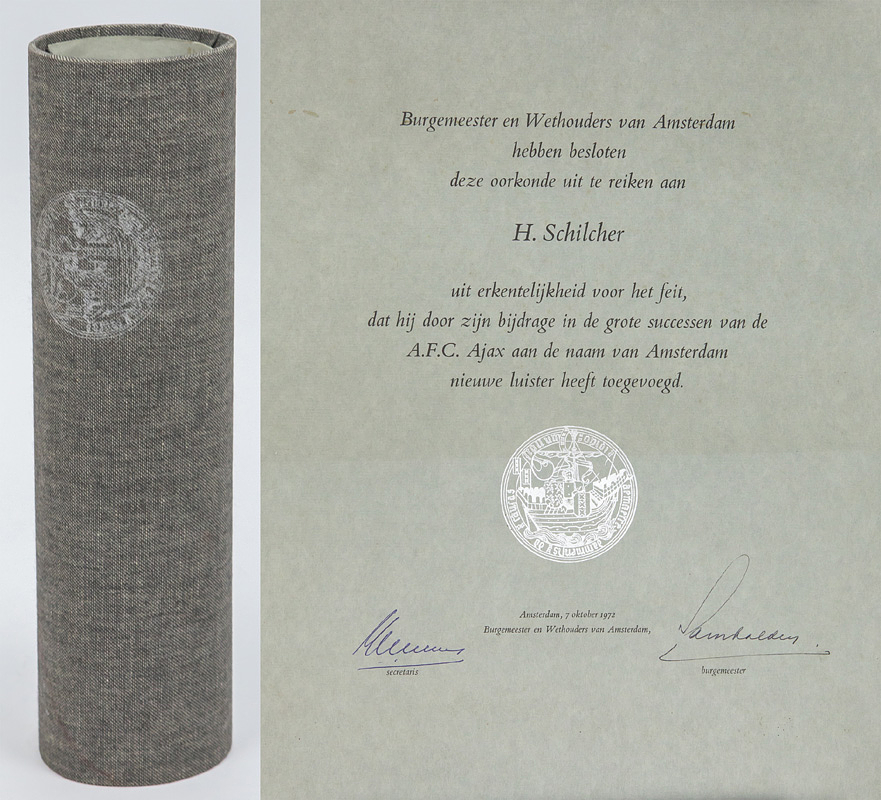 Burgemeester en Wethouders van Amsterdam
hebben besloten
deze oorkonde uit te reiken aan
H. Schilcher
uit erkentelijkheid voor het feit,
dat hij door zijn bijdrage in de grote successen van de
A.F.C. Ajax aan de naam van Amsterdam
nieuwe luister heeft toegevoegd.
Amsterdam, 7 oktober 1972
Burgemeester en Wethouders van Amsterdam,
secretaris
Samkalden
burgemeester